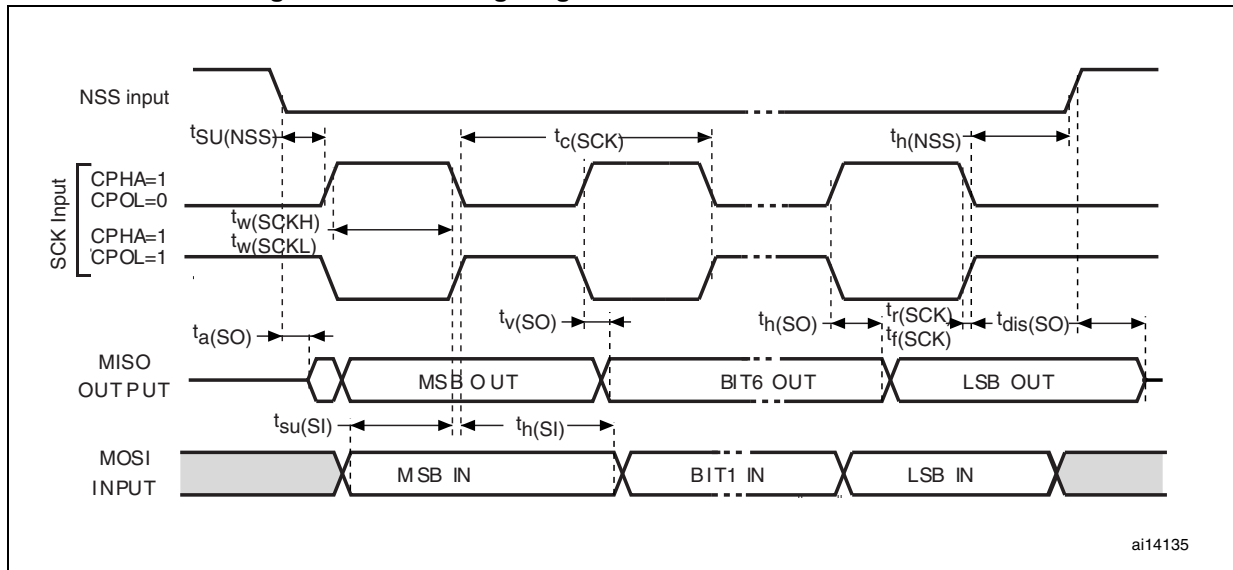 NSS input
tSU(NSS)
tc(SCK)
th(NSS)
SCK Input
CPHA=1
CPOL=0
tw(SCKH)
tw(SCKL)
CPHA=1
CPOL=1
ta(SO)
tv(SO)
th(SO)
tr(SCK)
tf(SCK)
tdis(SO)
MISO
OUTPUT
MSB OUT
BIT6 OUT
LSB OUT
tsu(SI)
th(SI)
MOSI
INPUT
MSB IN
BIT1 IN
LSB IN
ai14135